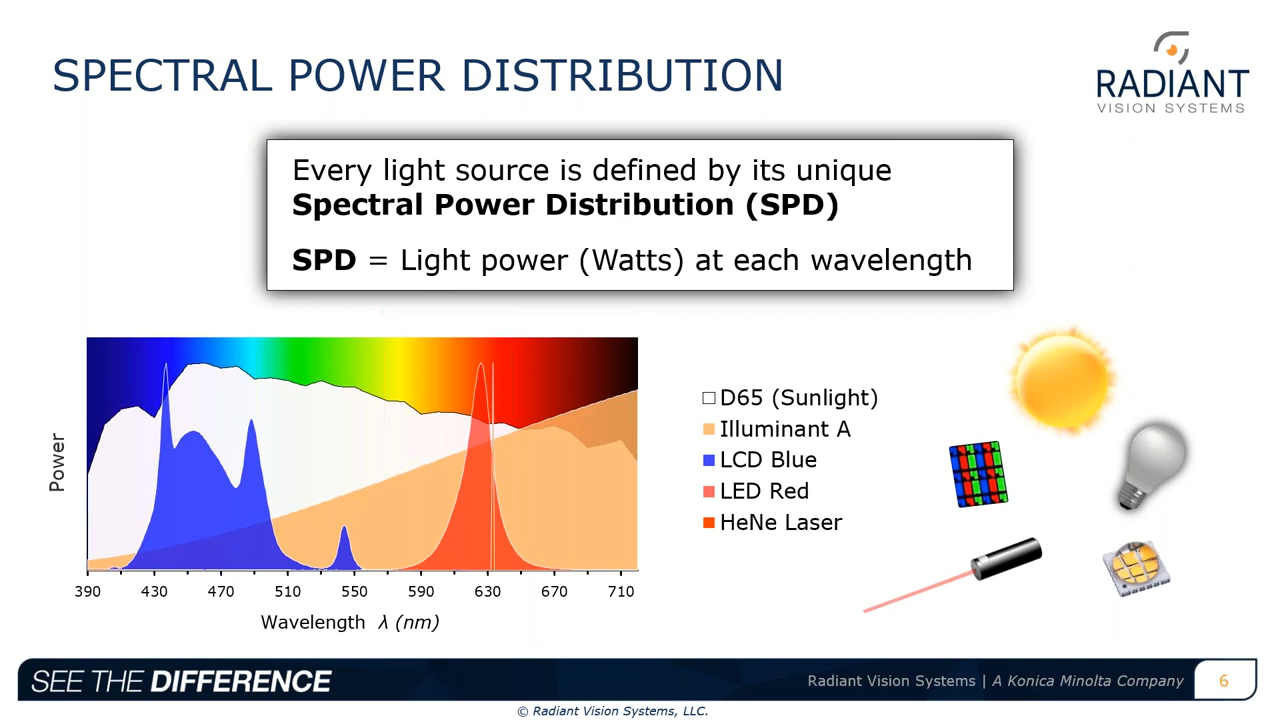 SPECTRAL POWER DISTRIBUTION
RADIANT
VISION SYSTEMS
Every light source is defined by its unique
Spectral Power Distribution (SPD)
SPD = Light power (Watts) at each wavelength
Power
390 430 470 510 550 590 630 670 710
Wavelength λ (nm)
D65 (Sunlight)
Illuminant A
LCD Blue
LED Red
HeNe Laser
SEE THE DIFFERENCE
Radiant Vision Systems | A Konica Minolta Company
6
© Radiant Vision Systems, LLC.